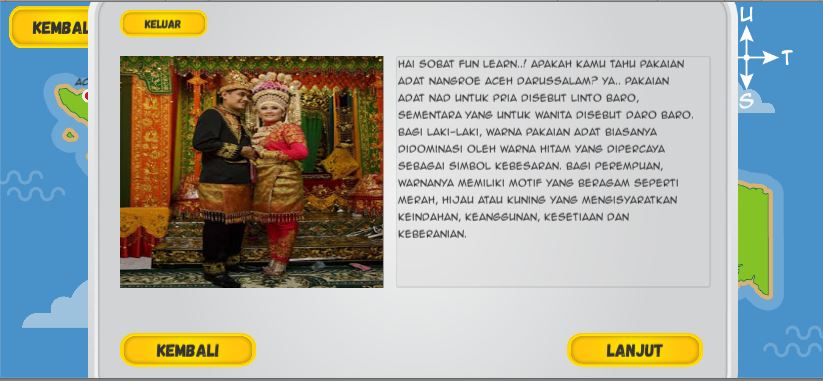 KELUAR
HAI SOBAT FUN LEARN..! APAKAH KAMU TAHU PAKAIAN
ADAT NANGROE ACEH DARUSSALAM? YA.. PAKAIAN
ADAT NAD UNTUK PRIA DISEBUT LINTO BARO,
SEMENTARA YANG UNTUK WANITA DISEBUT DARO BARO.
BAGI LAKI-LAKI, WARNA PAKAIAN ADAT BIASANYA
DIDOMINASI OLEH WARNA HITAM YANG DIPERCAYA
SEBAGAI SIMBOL KEBESARAN. BAGI PEREMPUAN,
WARNANYA MEMILIKI MOTIF YANG BERAGAM SEPERTI
MERAH, HIJAU ATAU KUNING YANG MENGISYARATKAN
KEINDAHAN, KEANGGUNAN, KESETIAAN DAN
KEBERANIAN.
KEMBALI
LANJUT
KEMBAL
U
T
S